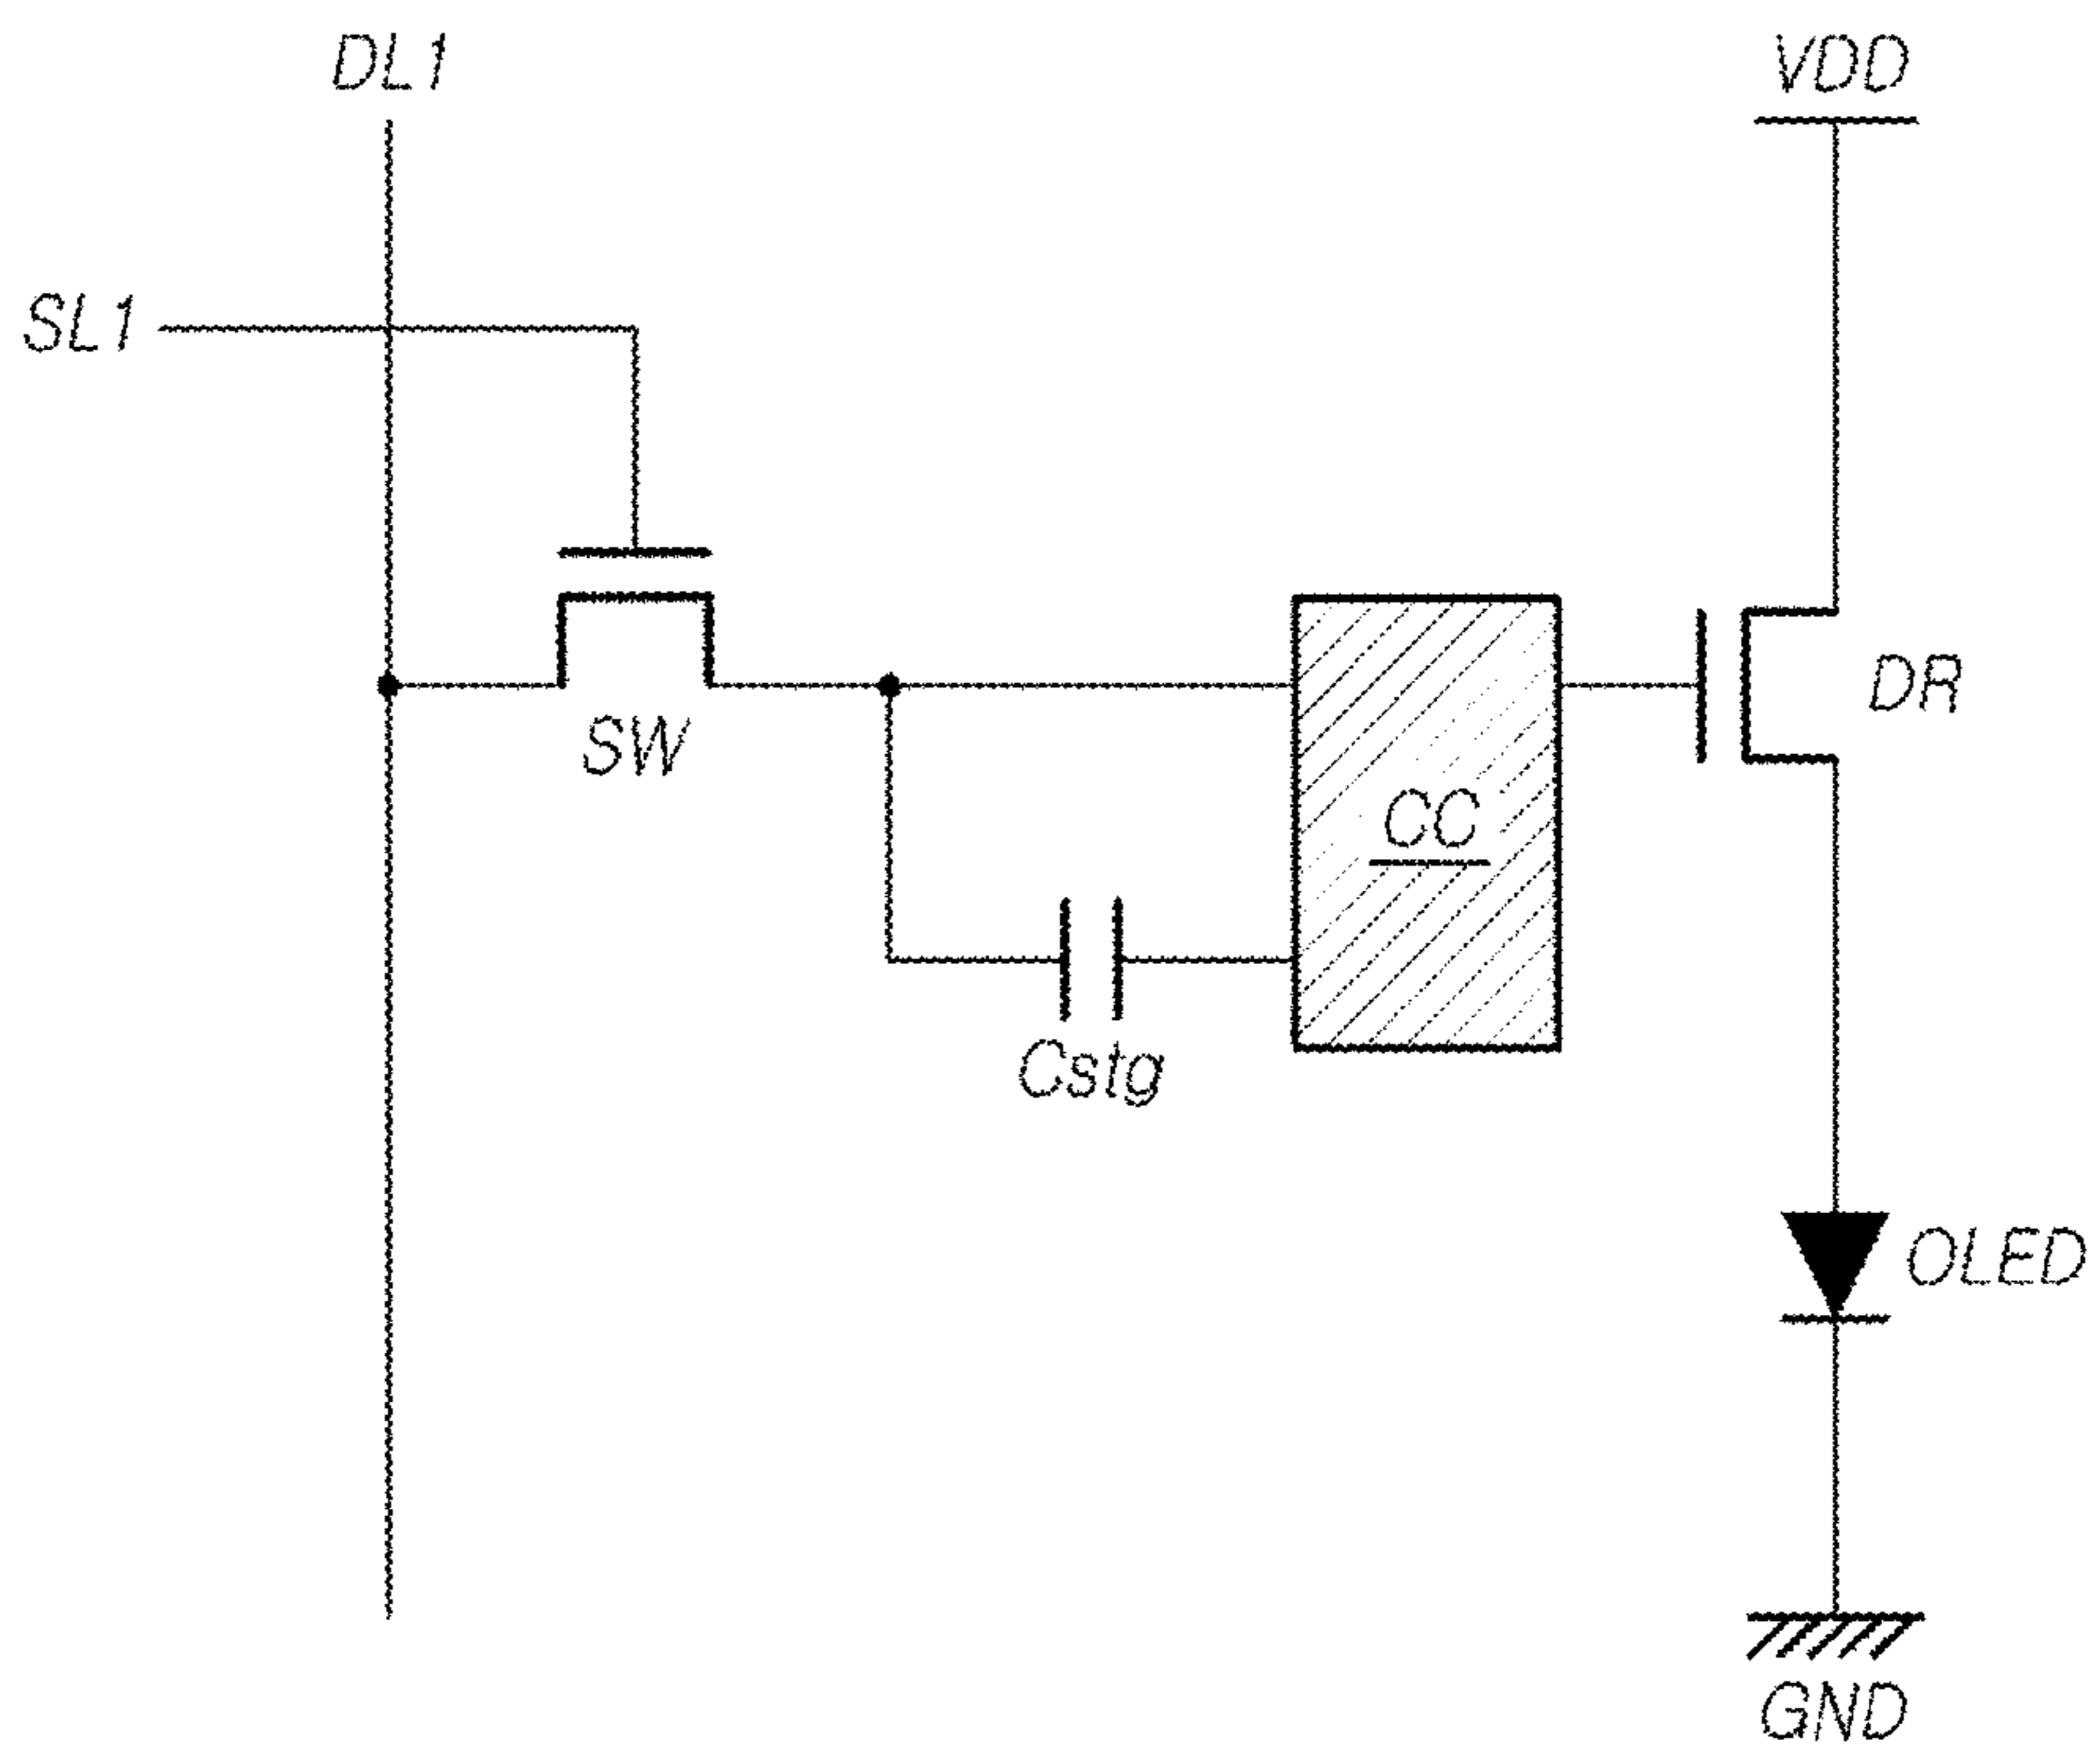 DL1
VDD
SL1
DR
SW
CC
Cstg
OLED
GND